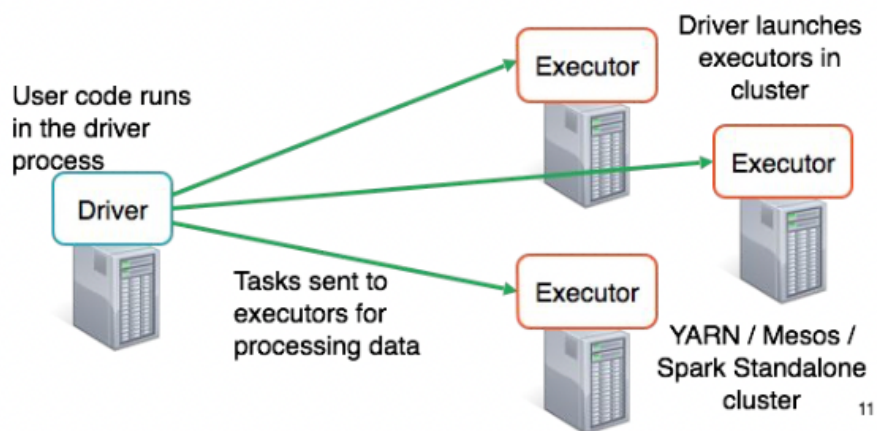 User code runs
in the driver
process
Driver
Tasks sent to
executors for
processing data
Executor
Driver launches
executors in
cluster
Executor
Executor
YARN / Mesos /
Spark Standalone
cluster
11